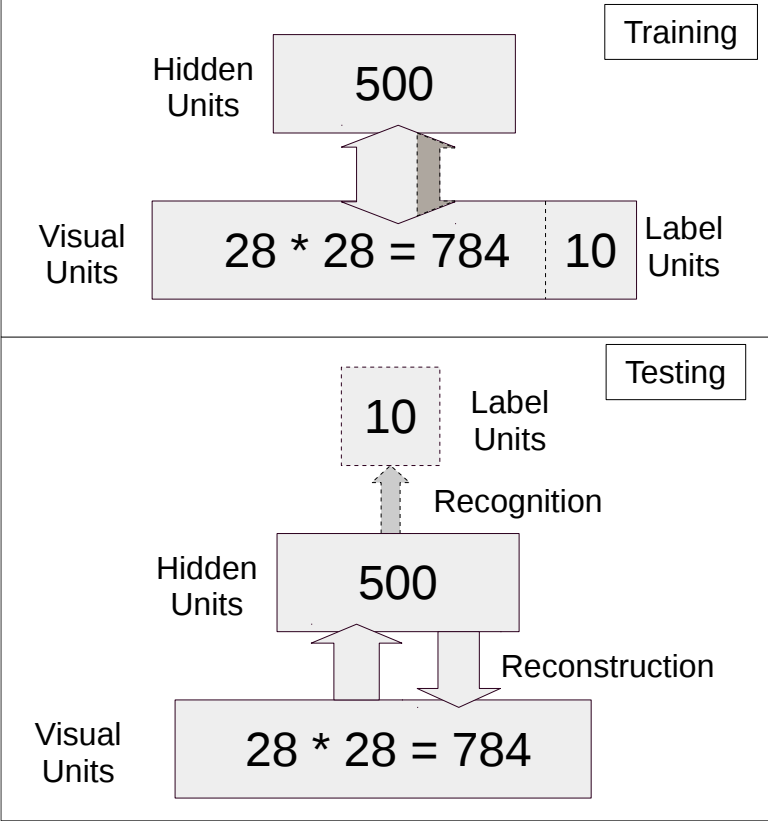 Training
Hidden
Units
500
Visual
Units
28 * 28 = 784
10
Label
Units
Testing
10
Label
Units
Recognition
Hidden
Units
500
Reconstruction
Visual
Units
28 * 28 = 784